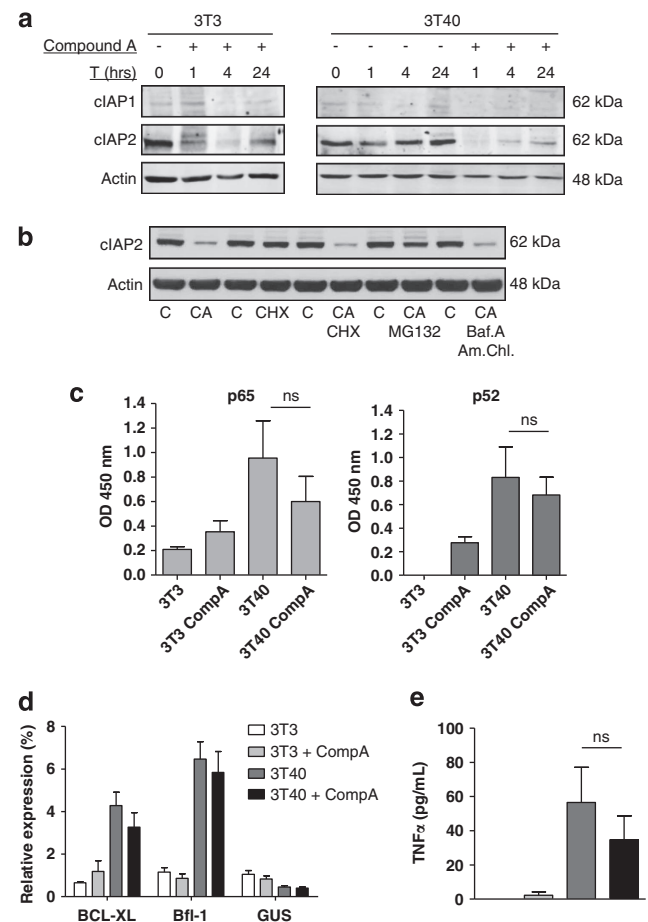 a
3T3 3T40
Compound A - + + + - - - - + + +
T (hrs) 0 1 4 24 0 1 4 24 1 4 24
cIAP1 62 kDa
cIAP2 62 kDa
Actin 48 kDa
b
cIAP2 62 kDa
Actin 48 kDa
C CA C CHX C CA C CA C CA
CHX MG132 Baf.A
Am.Chl.
c
p65 ns
OD 450 nm
1.4
1.2
1.0
0.8
0.6
0.4
0.2
0.0
3T3 3T3 CompA 3T40 3T40 CompA
p52
ns
OD 450 nm
1.4
1.2
1.0
0.8
0.6
0.4
0.2
0.0
3T3 3T3 CompA 3T40 3T40 CompA
d
Relative expression (%)
8
6
4
2
0
3T3
3T3 + CompA
3T40
3T40 + CompA
BCL-XL Bfl-1 GUS
e
TNFα (pg/mL)
100
80
60
40
20
0
ns